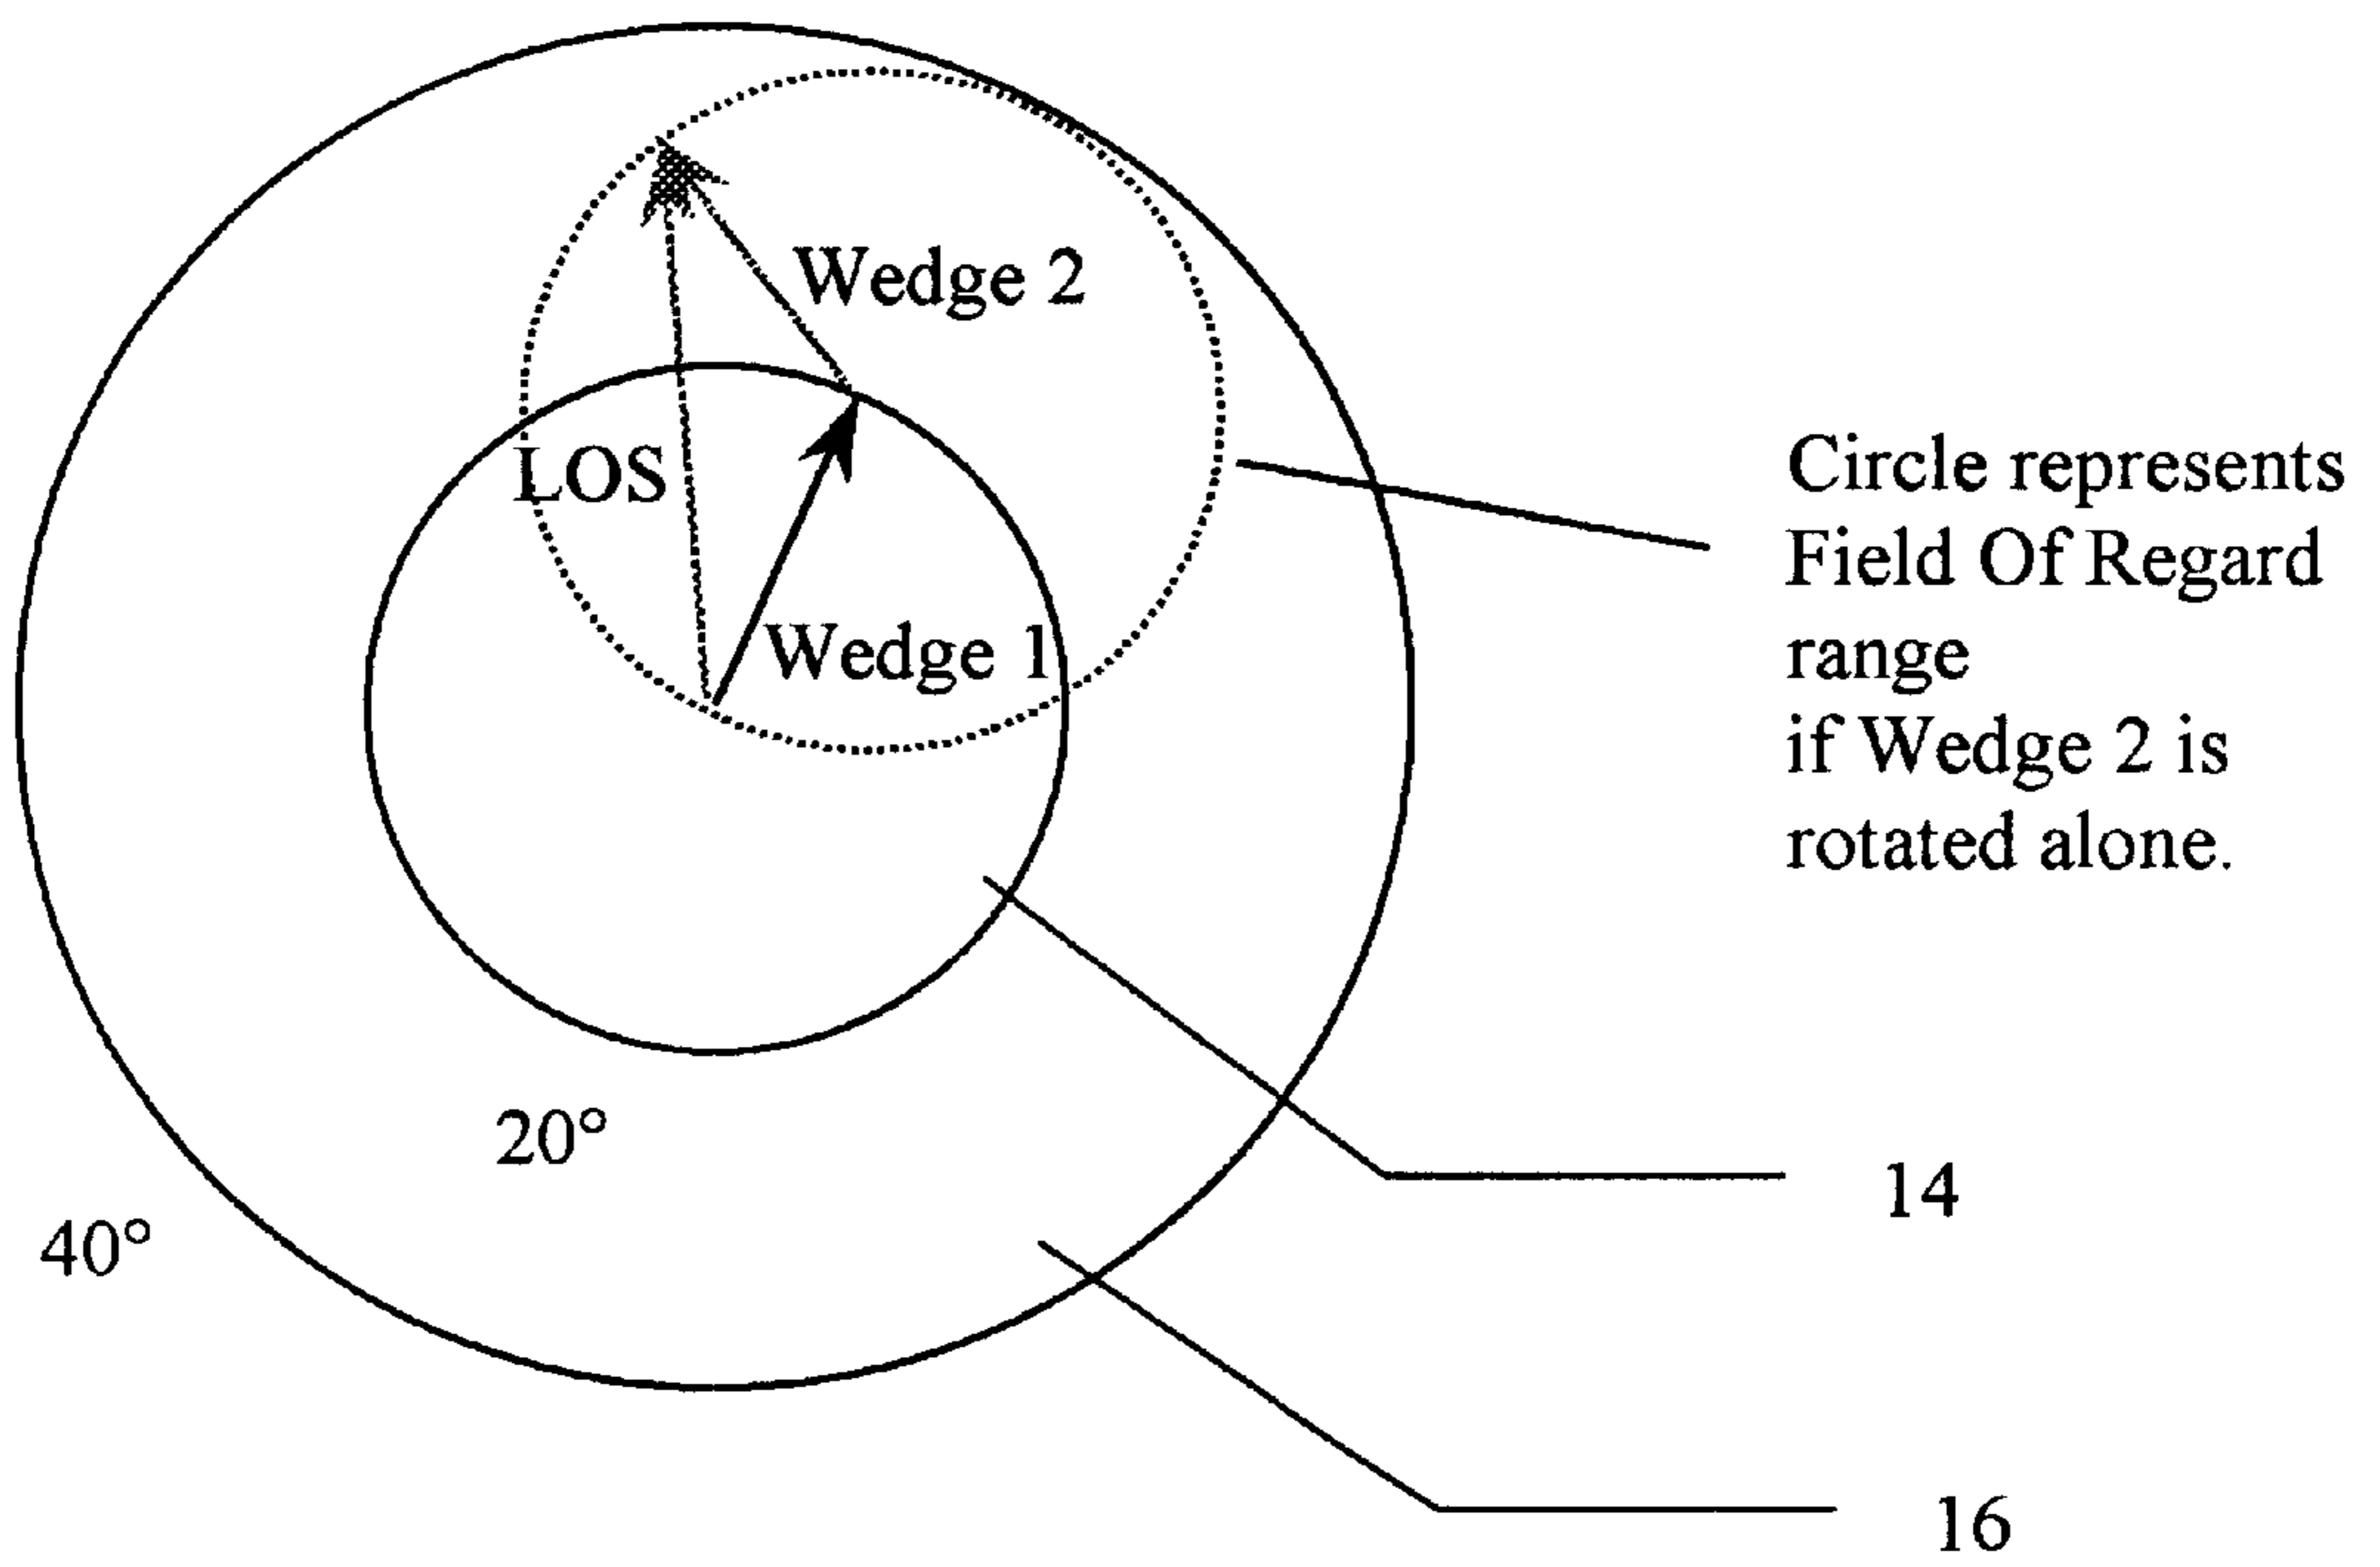 Wedge 2
LOS
Wedge 1
Circle represents
Field Of Regard
range
if Wedge 2 is
rotated alone.
20°
40°
14
16